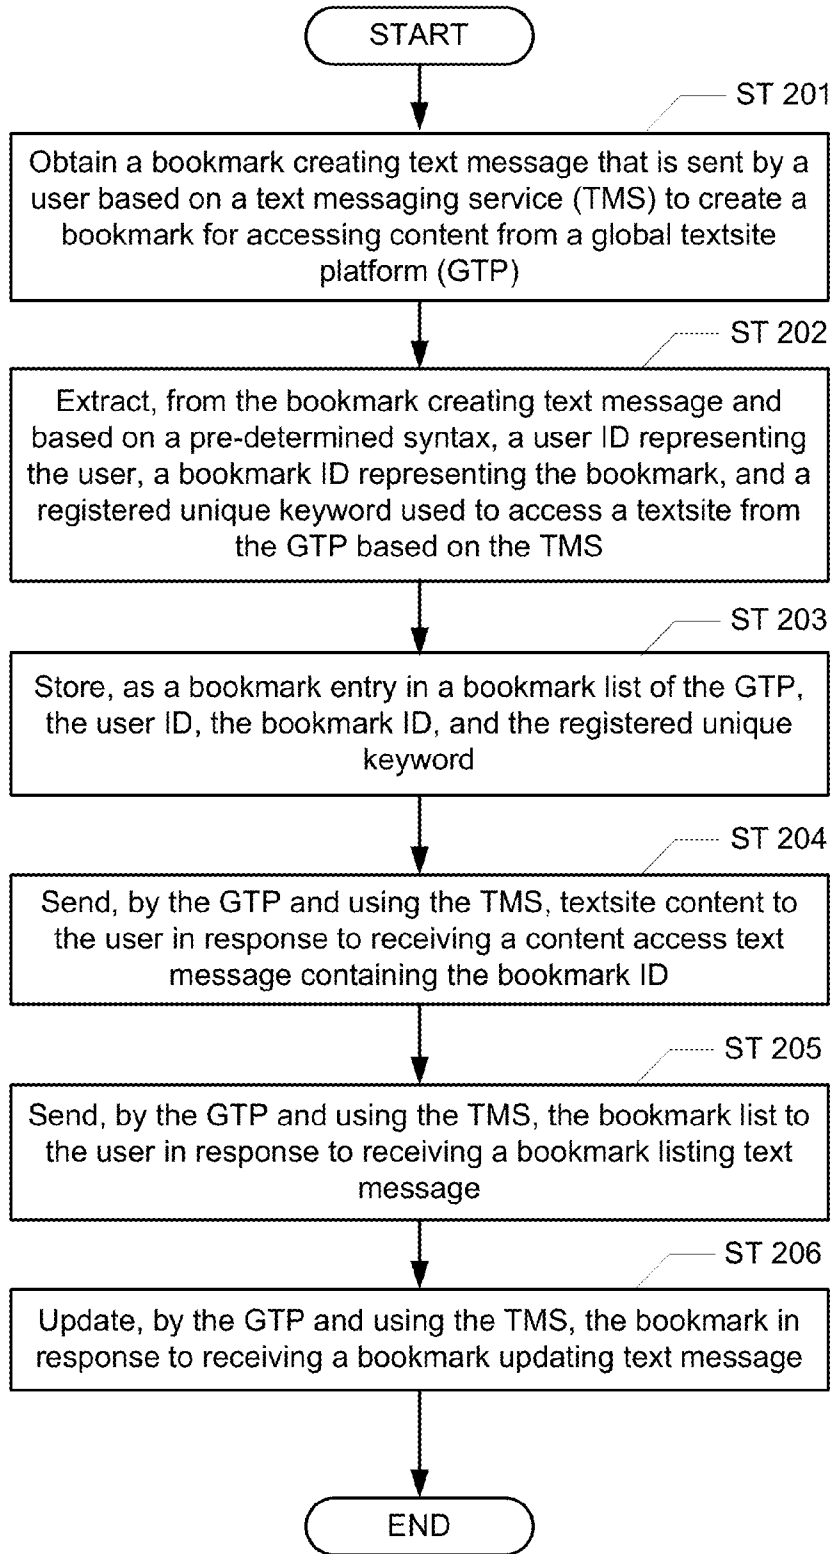 START
ST 201
Obtain a bookmark creating text message that is sent by a
user based on a text messaging service (TMS) to create a
bookmark for accessing content from a global textsite
platform (GTP)
ST 202
Extract, from the bookmark creating text message and
based on a pre-determined syntax, a user ID representing
the user, a bookmark ID representing the bookmark, and a
registered unique keyword used to access a textsite from
the GTP based on the TMS
ST 203
Store, as a bookmark entry in a bookmark list of the GTP,
the user ID, the bookmark ID, and the registered unique
keyword
ST 204
Send, by the GTP and using the TMS, textsite content to
the user in response to receiving a content access text
message containing the bookmark ID
ST 205
Send, by the GTP and using the TMS, the bookmark list to
the user in response to receiving a bookmark listing text
message
ST 206
Update, by the GTP and using the TMS, the bookmark in
response to receiving a bookmark updating text message
END